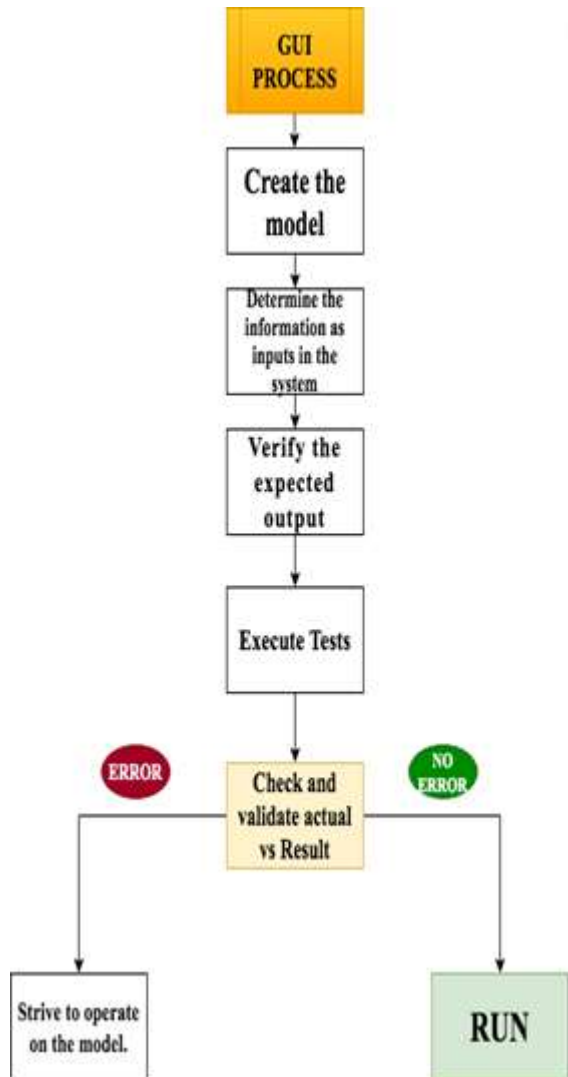 GUI
PROCESS
Create the
model
Determine the
information as
inputs in the
system
Verify the
expected
output
Execute Tests
ERROR
NO
ERROR
Check and
validate actual
vs Result
Strive to operate
on the model.
RUN